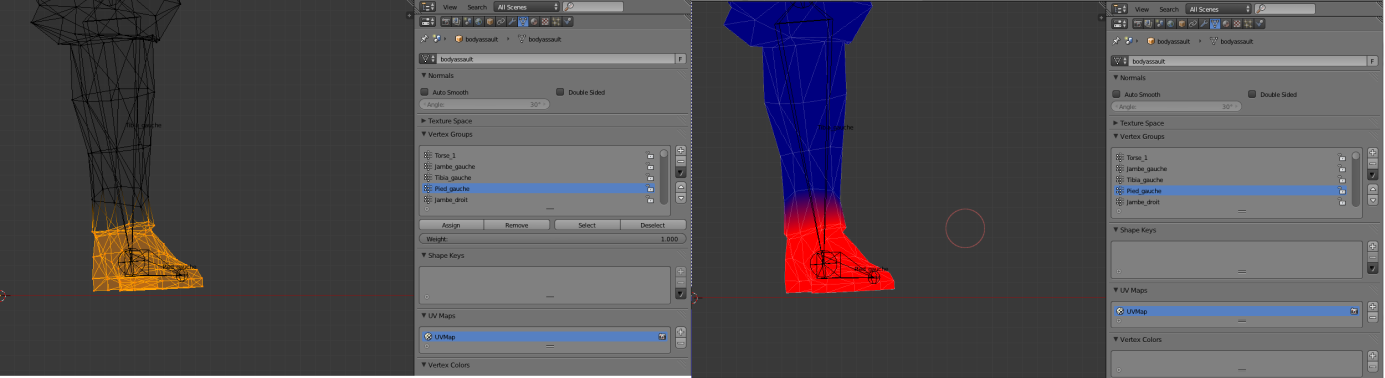 View Search All Scenes
bodyassault bodyassault
bodyassault F
Normals
Auto Smooth Double Sided
Angle: 30°
Texture Space
Vertex Groups
Torse_1
Jambe_gauche
Tibia_gauche
Pied_gauche
Jambe_droit
Assign Remove Select Deselect
Weight: 1.000
Shape Keys
UV Maps
UVMap
Vertex Colors
View Search All Scenes
bodyassault bodyassault
bodyassault F
Normals
Auto Smooth Double Sided
Angle: 30°
Texture Space
Vertex Groups
Torse_1
Jambe_gauche
Tibia_gauche
Pied_gauche
Jambe_droit
Shape Keys
UV Maps
UVMap
Vertex Colors